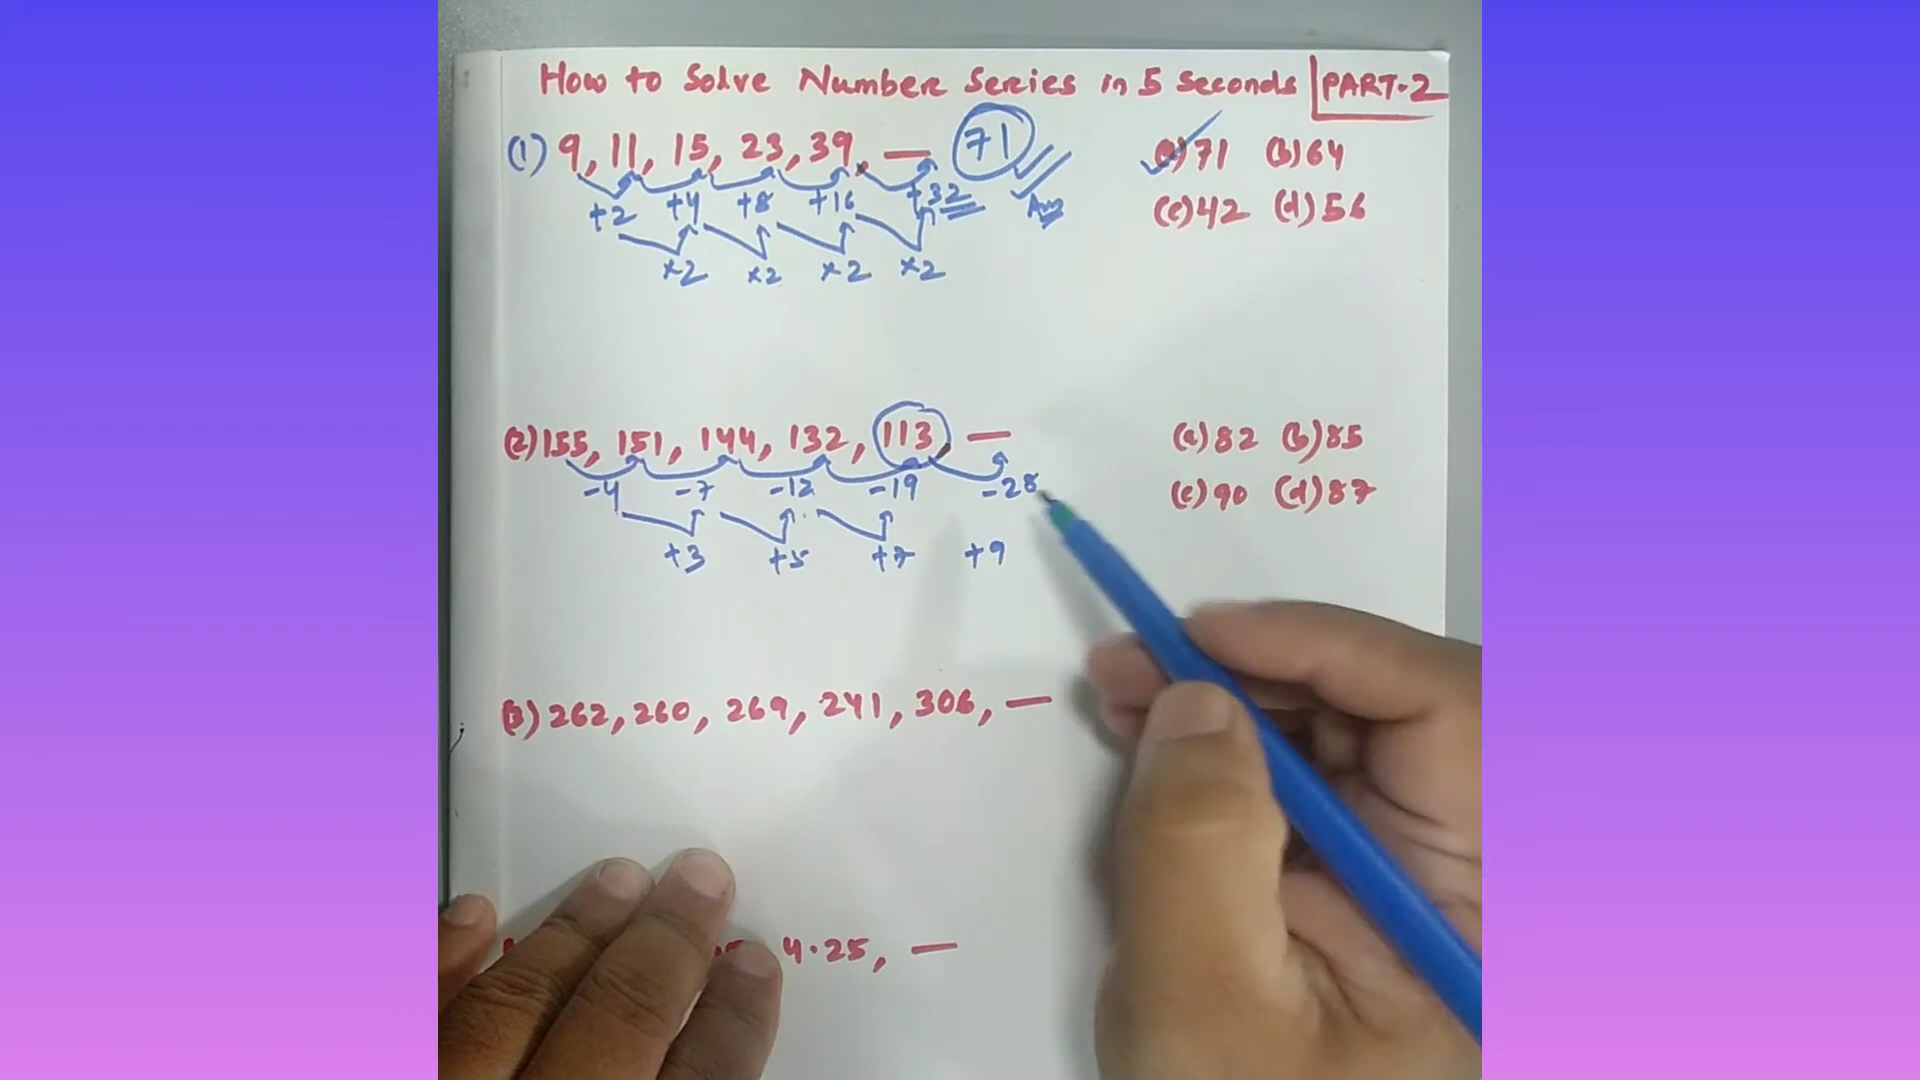 How to Solve Number Series in 5 Seconds PART-2
(1) 9, 11, 15, 23, 39, — 71 (a) 71 (b) 64
+2 +4 +8 +16 +32 Ans (c) 42 (d) 56
×2 ×2 ×2 ×2
(2) 155, 151, 144, 132, 113, — (a) 82 (b) 85
-4 -7 -12 -19 -28 (c) 90 (d) 87
+3 +5 +7 +9
(3) 262, 260, 269, 241, 306, —
4.25, —